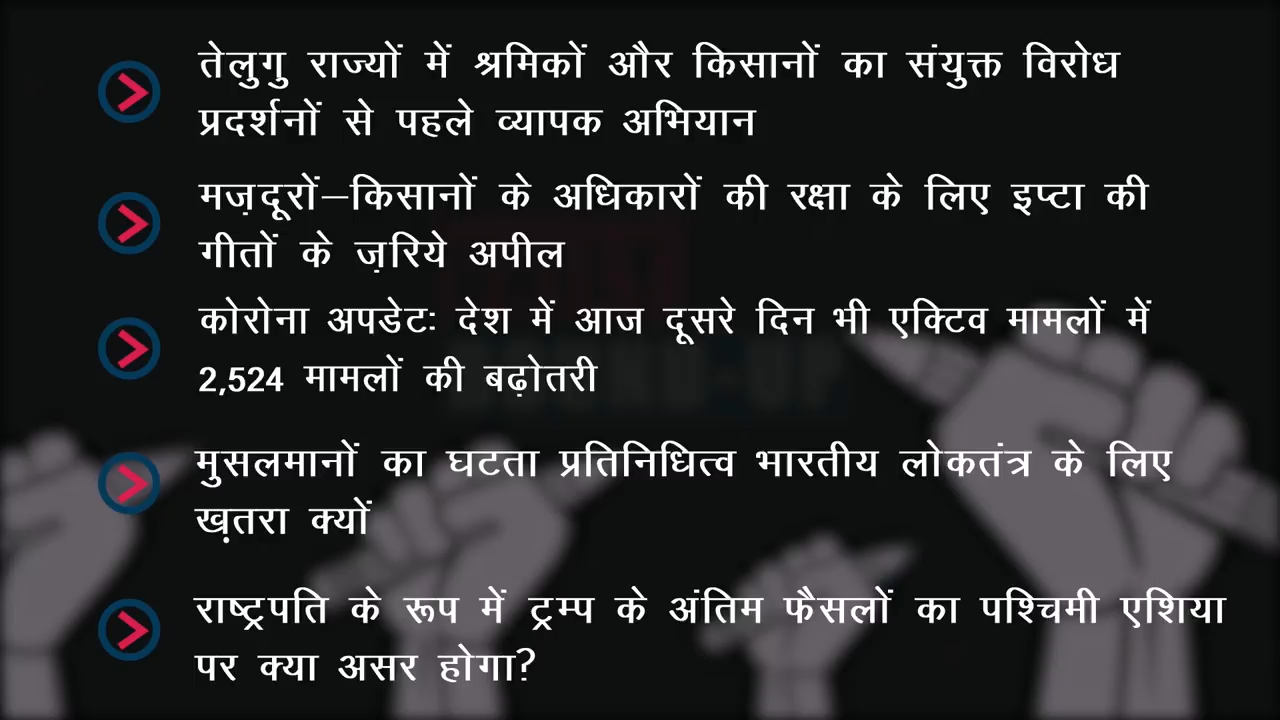 तेलुगु राज्यों में श्रमिकों और किसानों का संयुक्त विरोध
प्रदर्शनों से पहले व्यापक अभियान
मज़दूरों–किसानों के अधिकारों की रक्षा के लिए इप्टा की
गीतों के ज़रिये अपील
कोरोना अपडेटः देश में आज दूसरे दिन भी एक्टिव मामलों में
2,524 मामलों की बढ़ोतरी
मुसलमानों का घटता प्रतिनिधित्व भारतीय लोकतंत्र के लिए
ख़तरा क्यों
राष्ट्रपति के रूप में ट्रम्प के अंतिम फैसलों का पश्चिमी एशिया
पर क्या असर होगा?